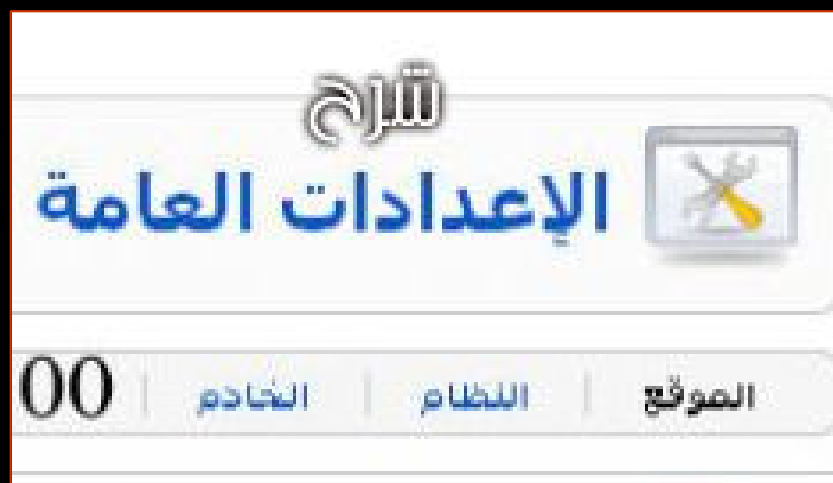 شرح
الإعدادات العامة
الموقع | النظام | الخادم | 00